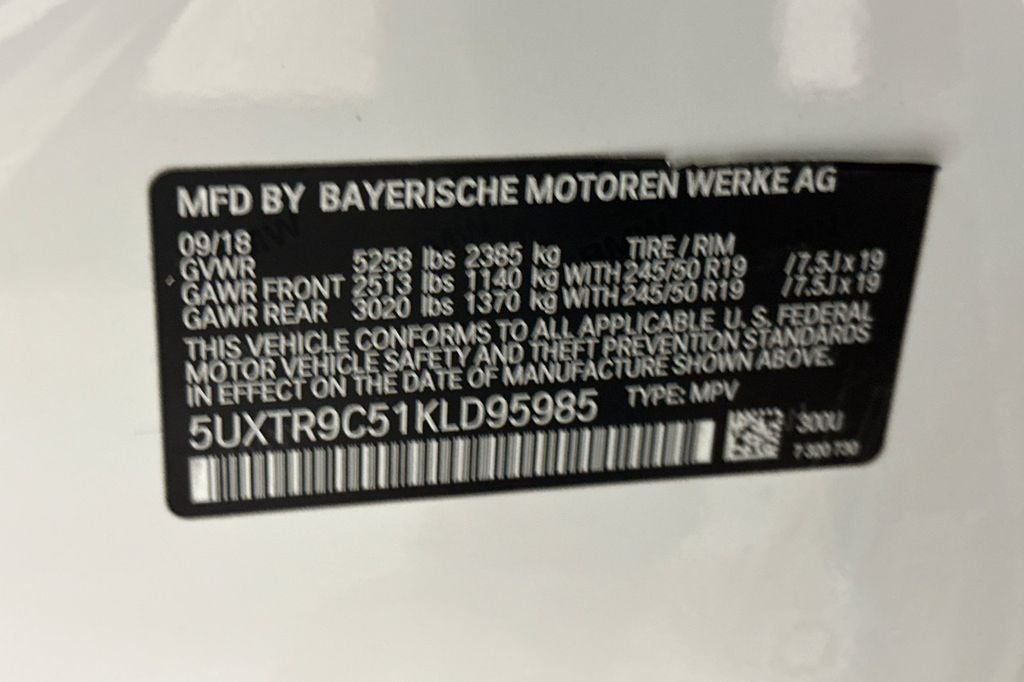 MFD BY BAYERISCHE MOTOREN WERKE AG
09/18 TIRE / RIM
GVWR 5258 lbs 2385 kg
GAWR FRONT 2513 lbs 1140 kg WITH 245/50 R19 / 7.5J x 19
GAWR REAR 3020 lbs 1370 kg WITH 245/50 R19 / 7.5J x 19
THIS VEHICLE CONFORMS TO ALL APPLICABLE U. S. FEDERAL
MOTOR VEHICLE SAFETY AND THEFT PREVENTION STANDARDS
IN EFFECT ON THE DATE OF MANUFACTURE SHOWN ABOVE.
5UXTR9C51KLD95985 TYPE: MPV
300U
7 320 730